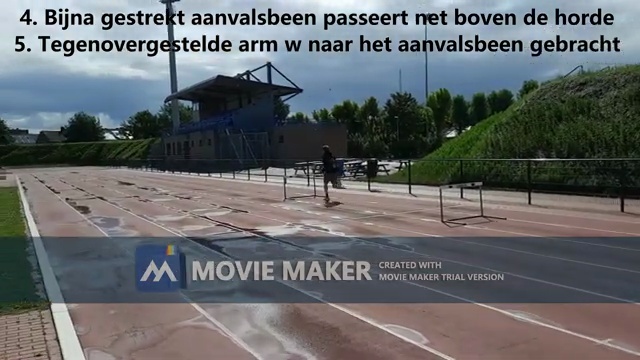 4. Bijna gestrekt aanvalsbeen passeert net boven de horde
5. Tegenovergestelde arm w naar het aanvalsbeen gebracht
MOVIE MAKER
CREATED WITH
MOVIE MAKER TRIAL VERSION